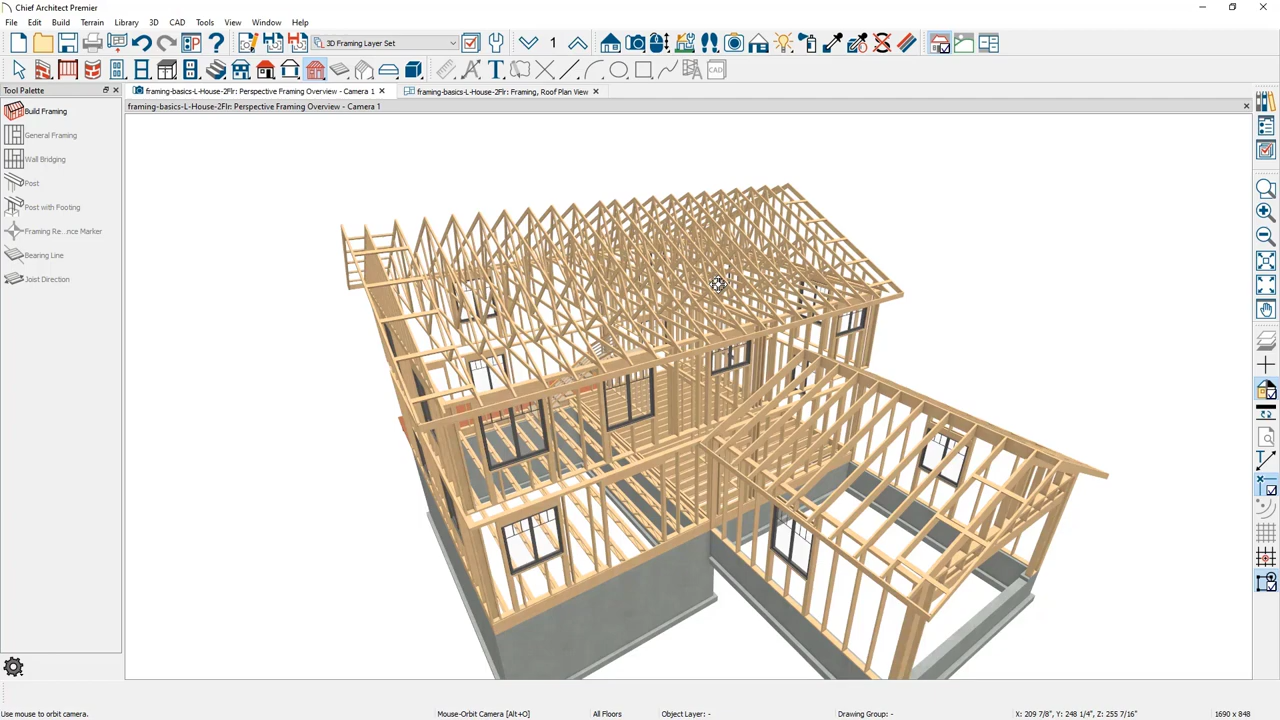 Chief Architect Premier
File Edit Build Terrain Library 3D CAD Tools View Window Help
1 3D Framing Layer Set
CAD
Tool Palette
framing-basics-L-House-2Flr: Perspective Framing Overview - Camera 1
framing-basics-L-House-2Flr: Framing, Roof Plan View
framing-basics-L-House-2Flr: Perspective Framing Overview - Camera 1
Build Framing
General Framing
Wall Bridging
Post
Post with Footing
Framing Re...nce Marker
Bearing Line
Joist Direction
Use mouse to orbit camera. Mouse-Orbit Camera [Alt+O] All Floors Object Layer: - Drawing Group: - X: 209 7/8", Y: 248 1/4", Z: 255 7/16" 1690 x 848